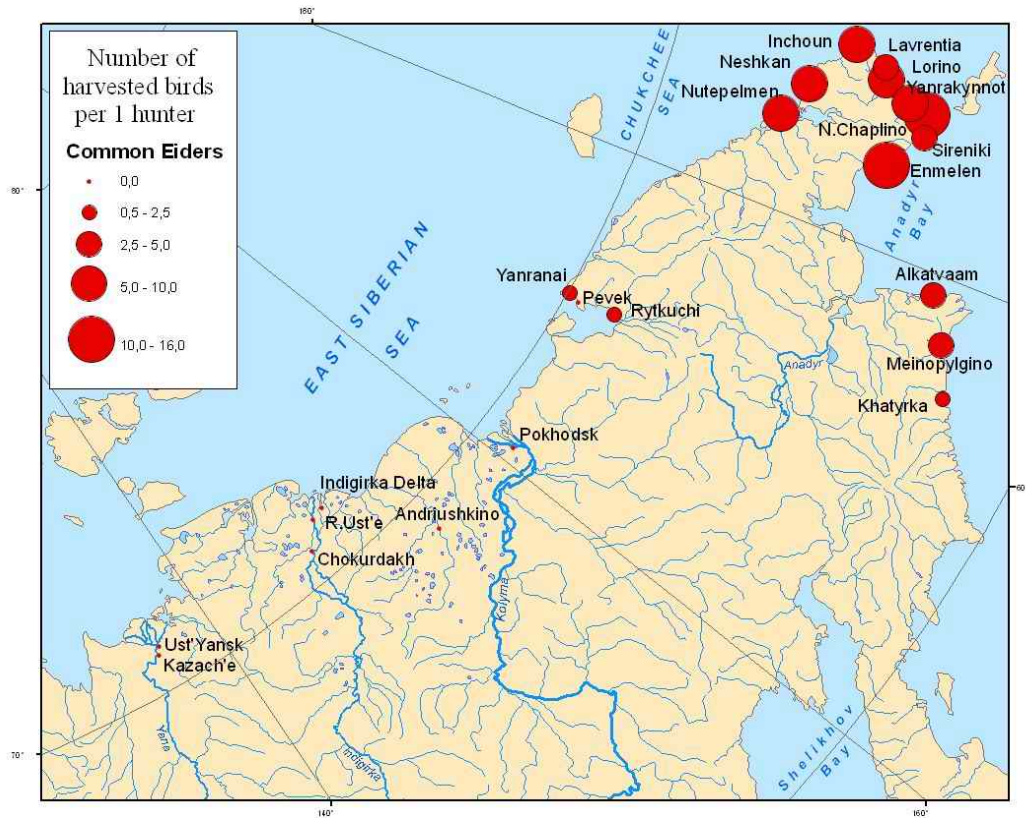 180°
Number of
harvested birds
per 1 hunter
Common Eiders
0,0
0,5 - 2,5
2,5 - 5,0
5,0 - 10,0
10,0 - 16,0
Inchoun
Lavrentia
Neshkan
Lorino
Nutepelmen
Yanrakynnot
N.Chaplino
Sireniki
Enmelen
CHUKCHEE
SEA
Anadyr
Bay
80°
EAST SIBERIAN
SEA
Yanranai
Pevek
Rytkuchi
Alkatvaam
Anadyr
Meinopylgino
Khatyrka
Pokhodsk
Indigirka Delta
R.Ust'e
Andriushkino
Chokurdakh
Kolyma
Ust'Yansk
Kazach'e
Yana
Indigirka
Shelikhov
Bay
70°
140°
160°